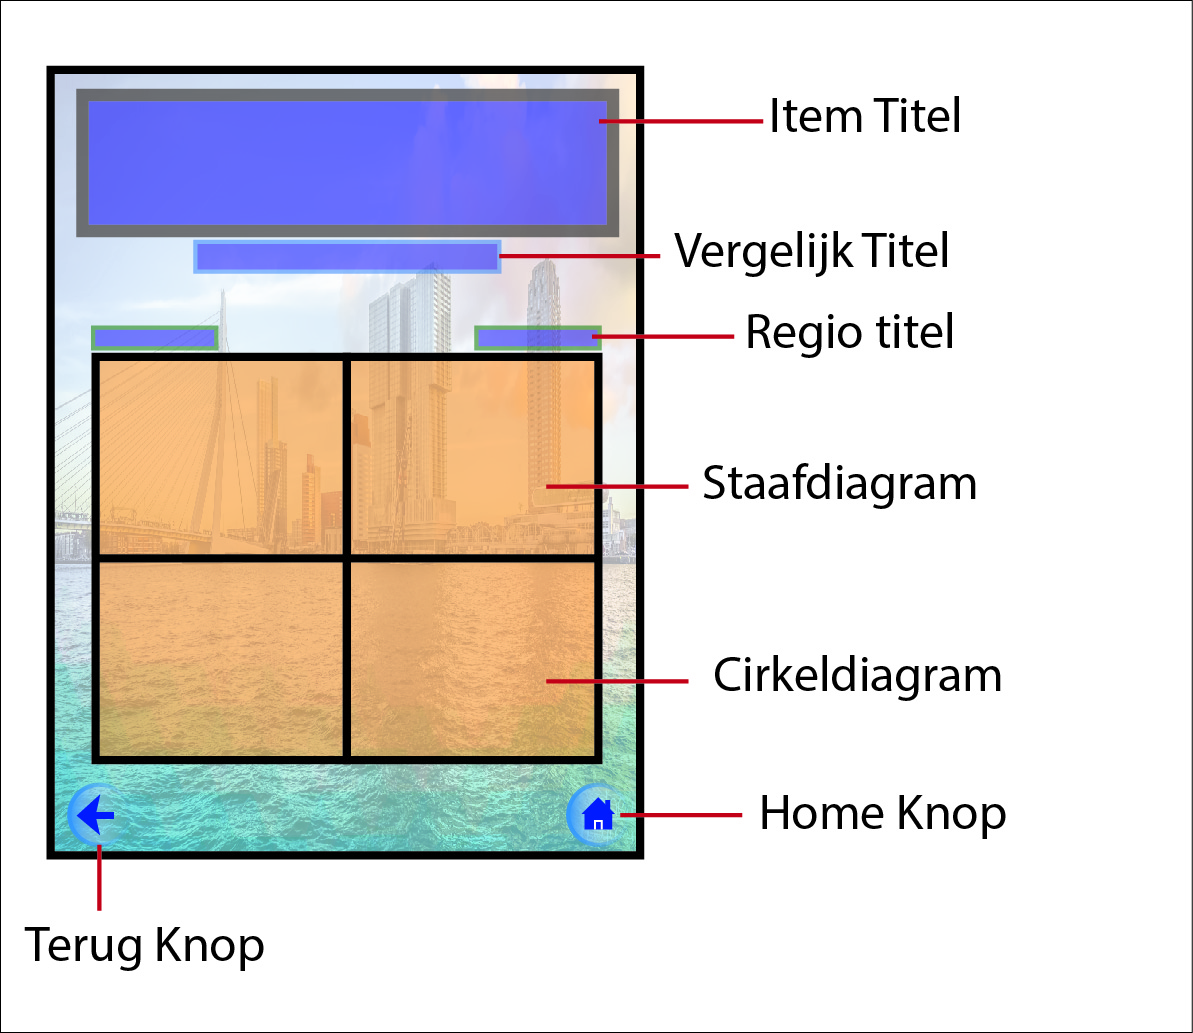 Item Titel
Vergelijk Titel
Regio titel
Staafdiagram
Cirkeldiagram
Home Knop
Terug Knop